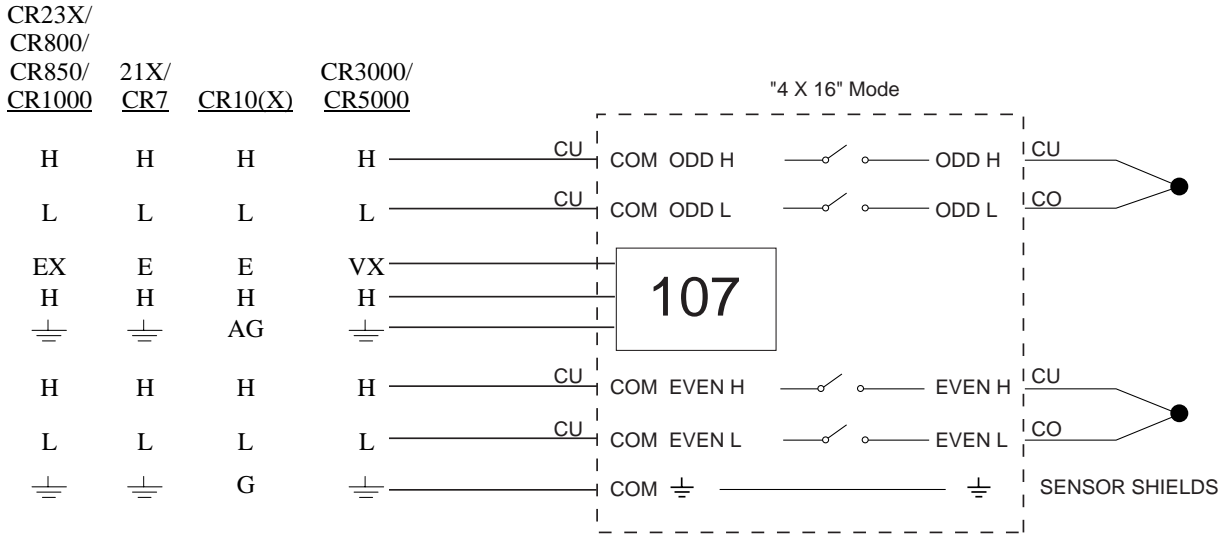 CR23X/
CR800/
CR850/ 21X/ CR3000/
CR1000 CR7 CR10(X) CR5000
"4 X 16" Mode
H H H H CU COM ODD H ODD H CU
L L L L CU COM ODD L ODD L CO
EX E E VX
107
H H H H
AG
H H H H CU COM EVEN H EVEN H CU
L L L L CU COM EVEN L EVEN L CO
G COM SENSOR SHIELDS